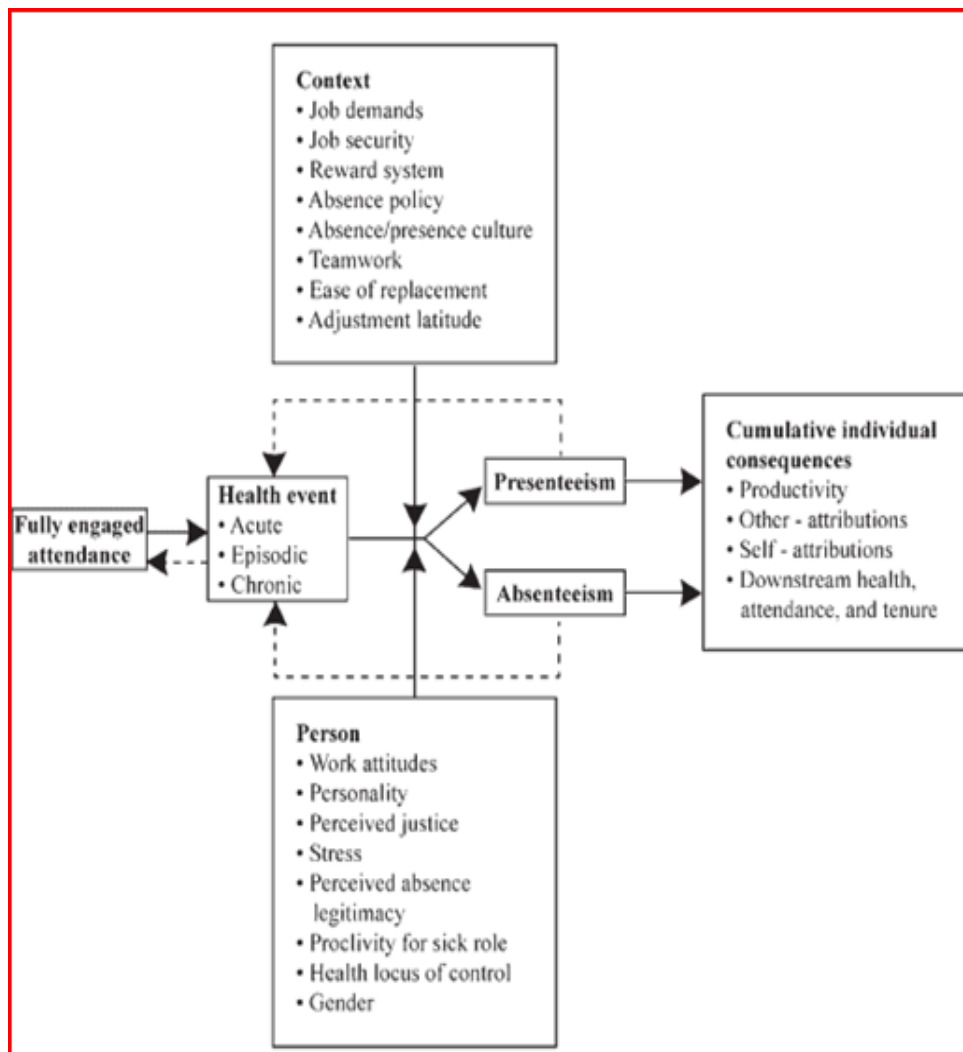 Context
• Job demands
• Job security
• Reward system
• Absence policy
• Absence/presence culture
• Teamwork
• Ease of replacement
• Adjustment latitude
Fully engaged
attendance
Health event
• Acute
• Episodic
• Chronic
Presenteeism
Absenteeism
Cumulative individual
consequences
• Productivity
• Other - attributions
• Self - attributions
• Downstream health,
attendance, and tenure
Person
• Work attitudes
• Personality
• Perceived justice
• Stress
• Perceived absence
legitimacy
• Proclivity for sick role
• Health locus of control
• Gender